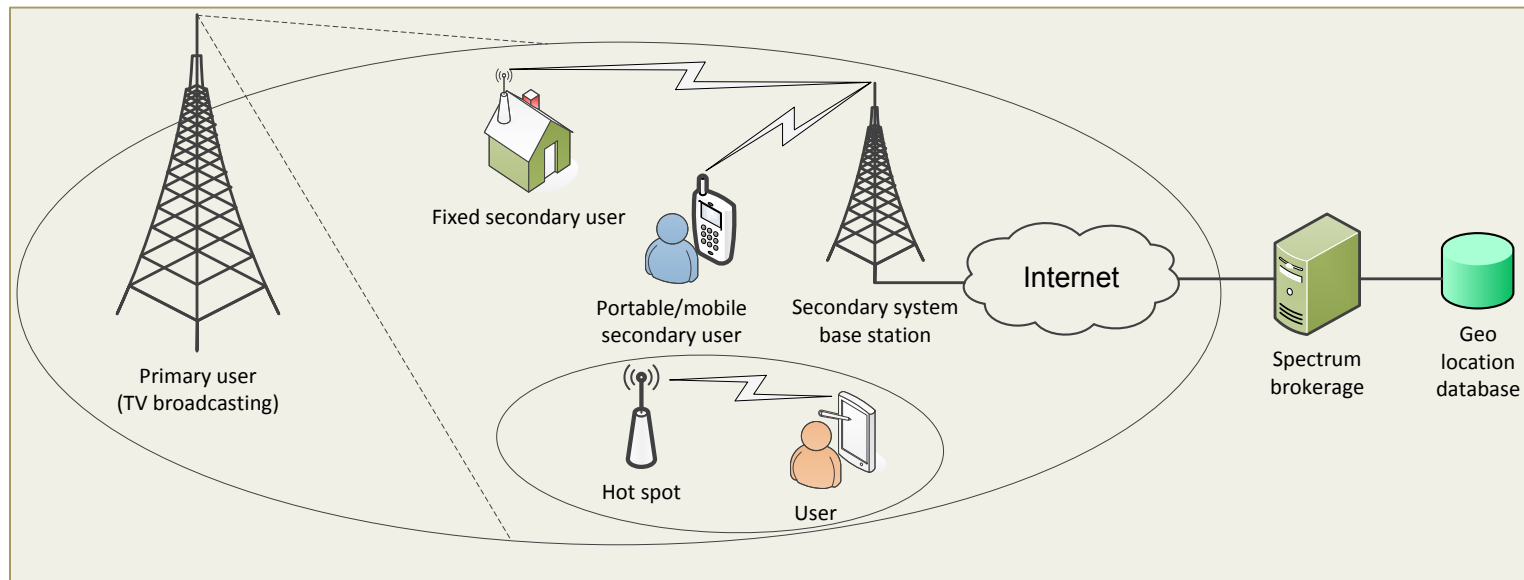 Fixed secondary user
Portable/mobile
secondary user
Secondary system
base station
Internet
Spectrum
brokerage
Geo
location
database
Primary user
(TV broadcasting)
Hot spot
User